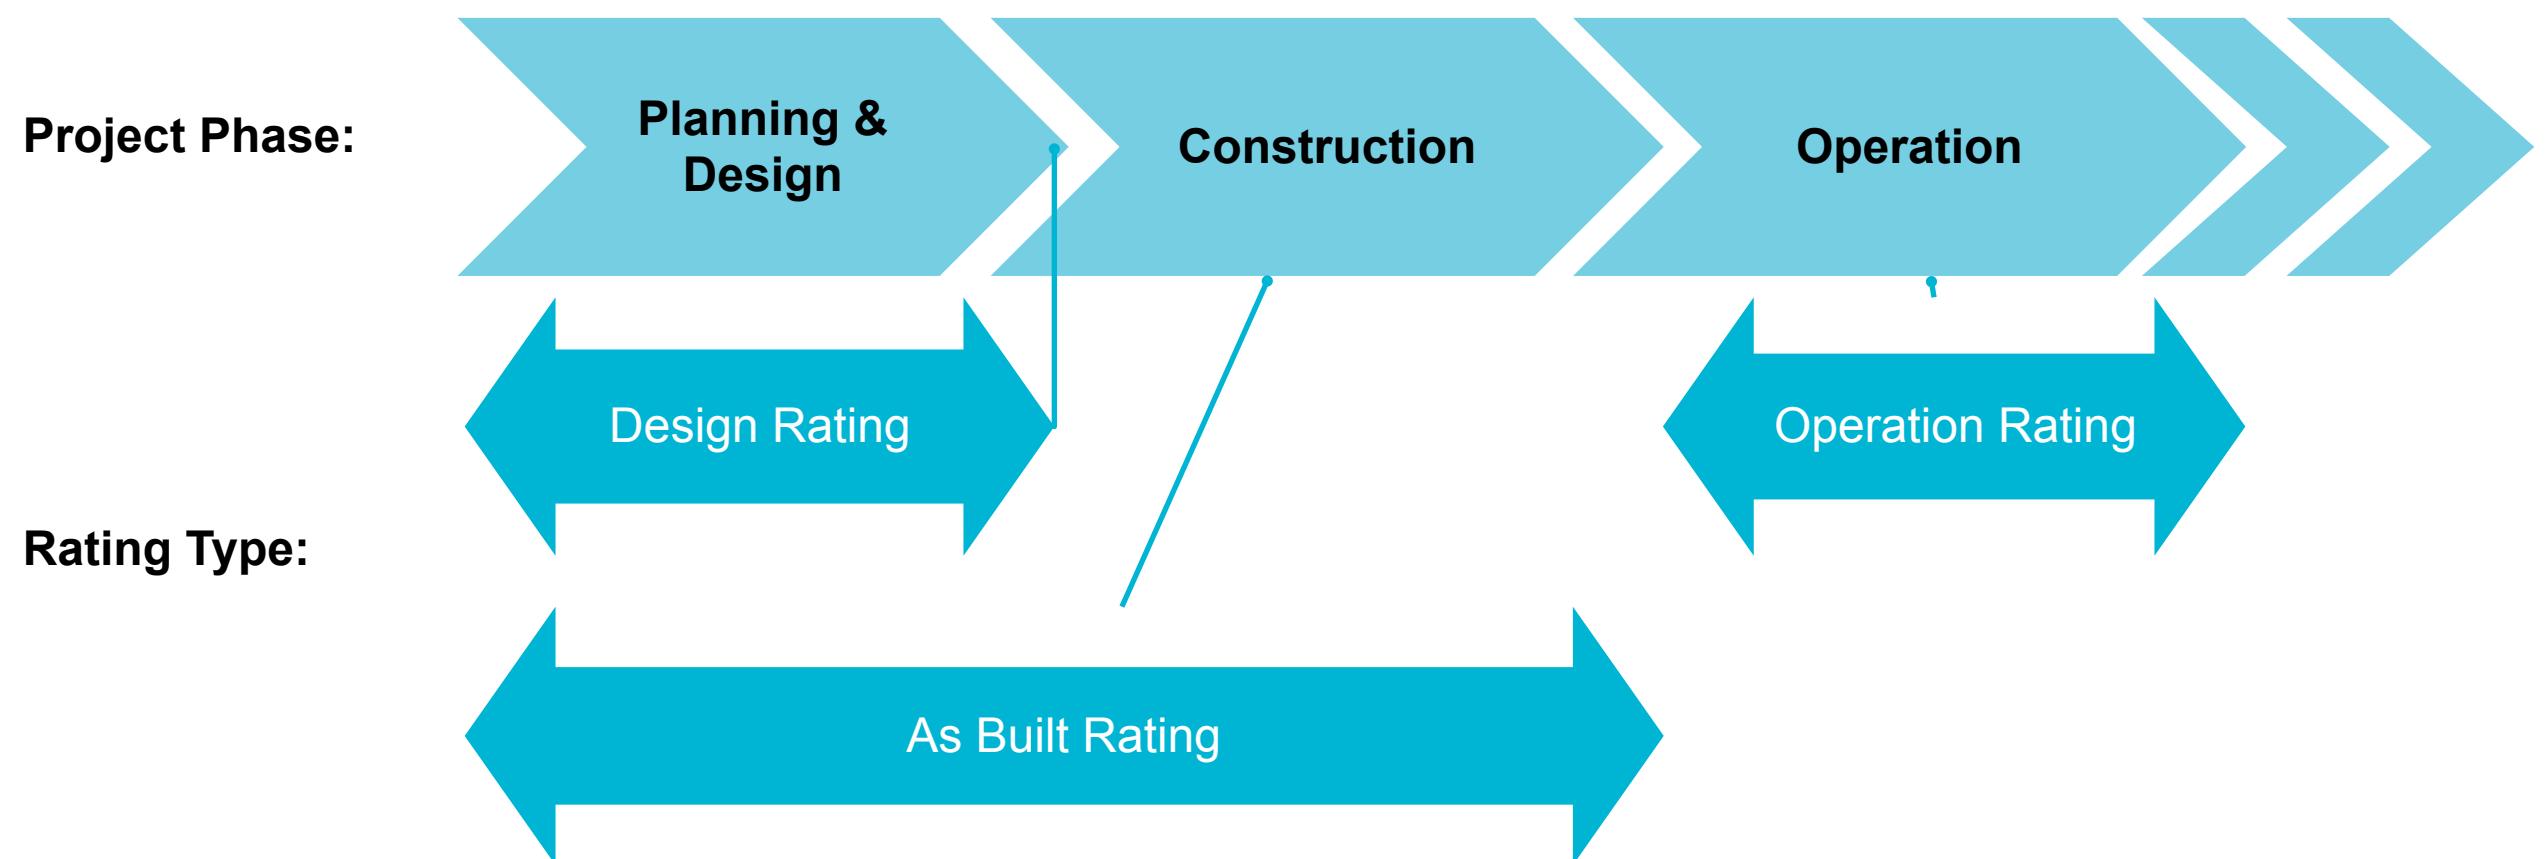 Project Phase:
Planning &
Design
Construction
Operation
Rating Type:
Design Rating
Operation Rating
As Built Rating